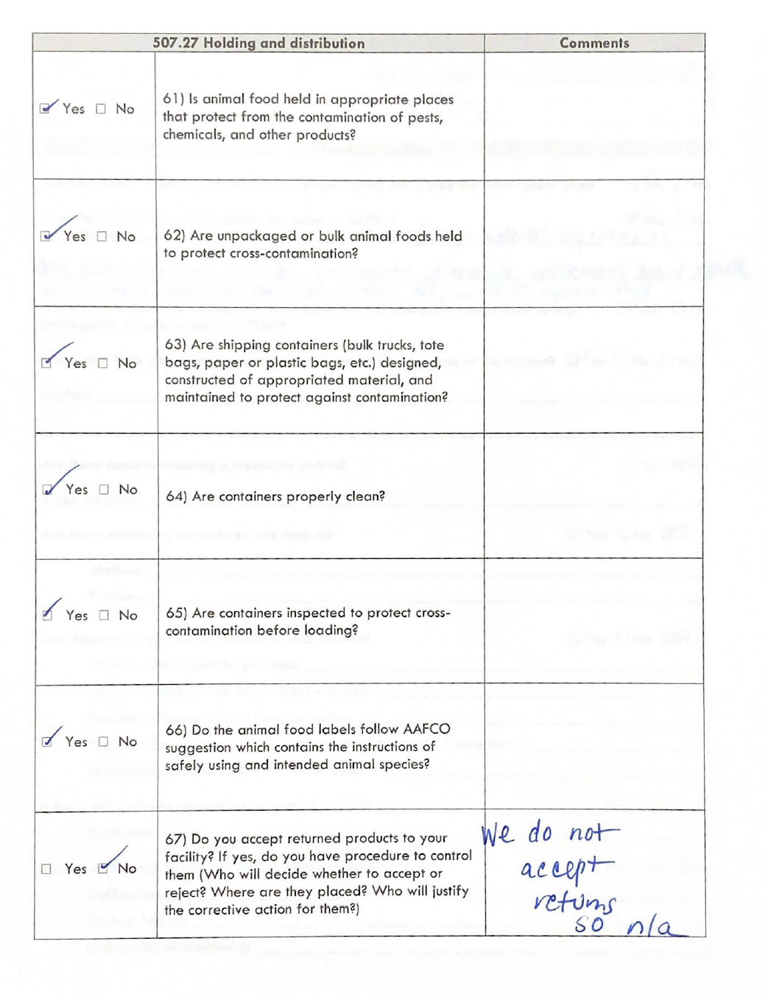 507.27 Holding and distribution Comments
☑ Yes ☐ No
61) Is animal food held in appropriate places
that protect from the contamination of pests,
chemicals, and other products?
☑ Yes ☐ No
62) Are unpackaged or bulk animal foods held
to protect cross-contamination?
☑ Yes ☐ No
63) Are shipping containers (bulk trucks, tote
bags, paper or plastic bags, etc.) designed,
constructed of appropriated material, and
maintained to protect against contamination?
☑ Yes ☐ No
64) Are containers properly clean?
☑ Yes ☐ No
65) Are containers inspected to protect cross-
contamination before loading?
☑ Yes ☐ No
66) Do the animal food labels follow AAFCO
suggestion which contains the instructions of
safely using and intended animal species?
☐ Yes ☑ No
67) Do you accept returned products to your
facility? If yes, do you have procedure to control
them (Who will decide whether to accept or
reject? Where are they placed? Who will justify
the corrective action for them?)
We do not
accept
returns
so n/a